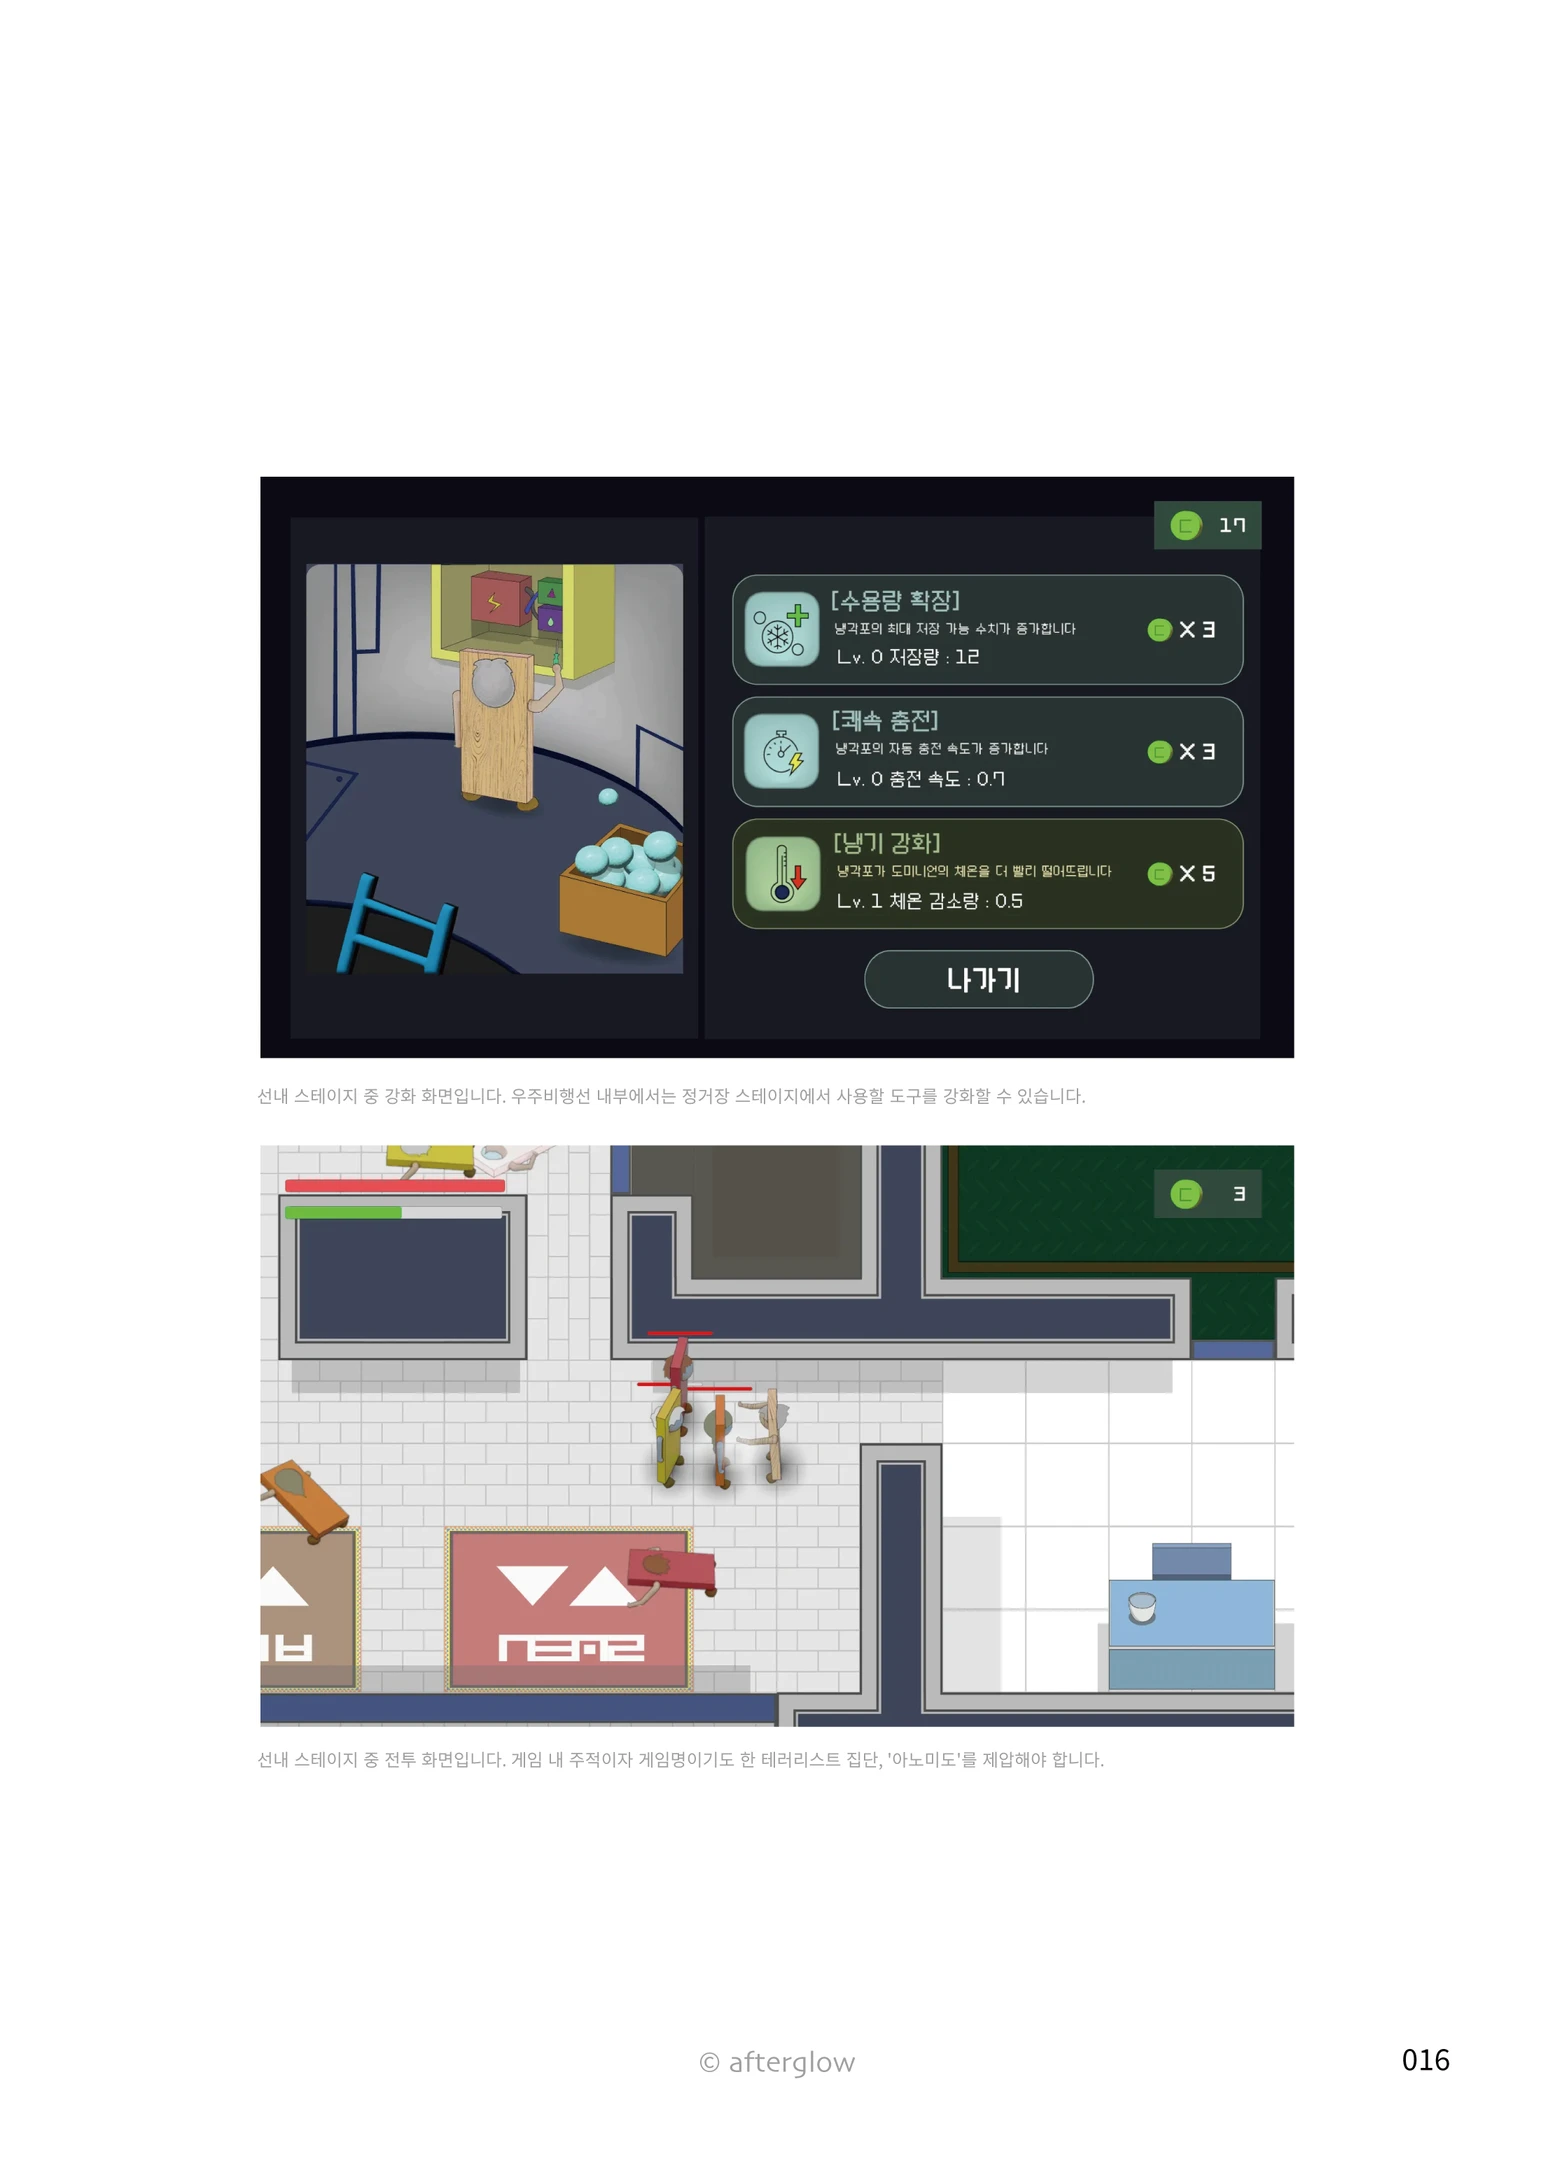 17
[수용량 확장]
냉각포의 최대 저장 가능 수치가 증가합니다
Lv. 0 저장량 : 12
X 3
[쾌속 충전]
냉각포의 자동 충전 속도가 증가합니다
Lv. 0 충전 속도 : 0.7
X 3
[냉기 강화]
냉각포가 도미니언의 체온을 더 빨리 떨어뜨립니다
Lv. 1 체온 감소량 : 0.5
X 5
나가기
선내 스테이지 중 강화 화면입니다. 우주비행선 내부에서는 정거장 스테이지에서 사용할 도구를 강화할 수 있습니다.
3
선내 스테이지 중 전투 화면입니다. 게임 내 주적이자 게임명이기도 한 테러리스트 집단, '아노미도'를 제압해야 합니다.
© afterglow
016